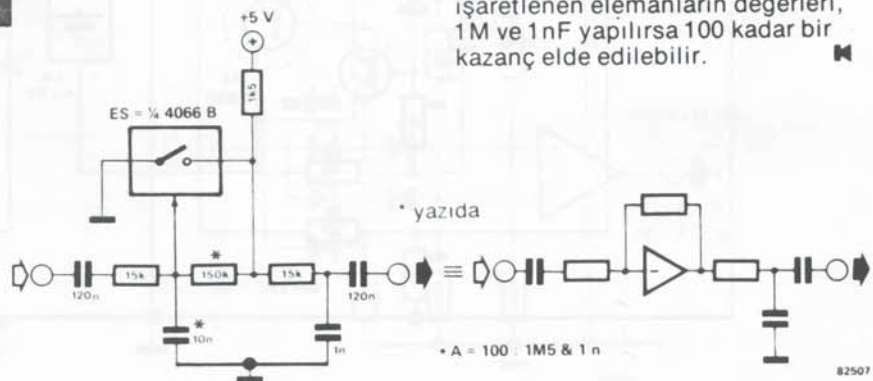 işaretlenen elemanların değerleri,
1M ve 1nF yapılırsa 100 kadar bir
kazanç elde edilebilir.
+5 V
1k5
ES = ¼ 4066 B
* yazıda
*
15k
150k
15k
120n
120n
*
10n
1n
* A = 100 : 1M5 & 1 n
82507